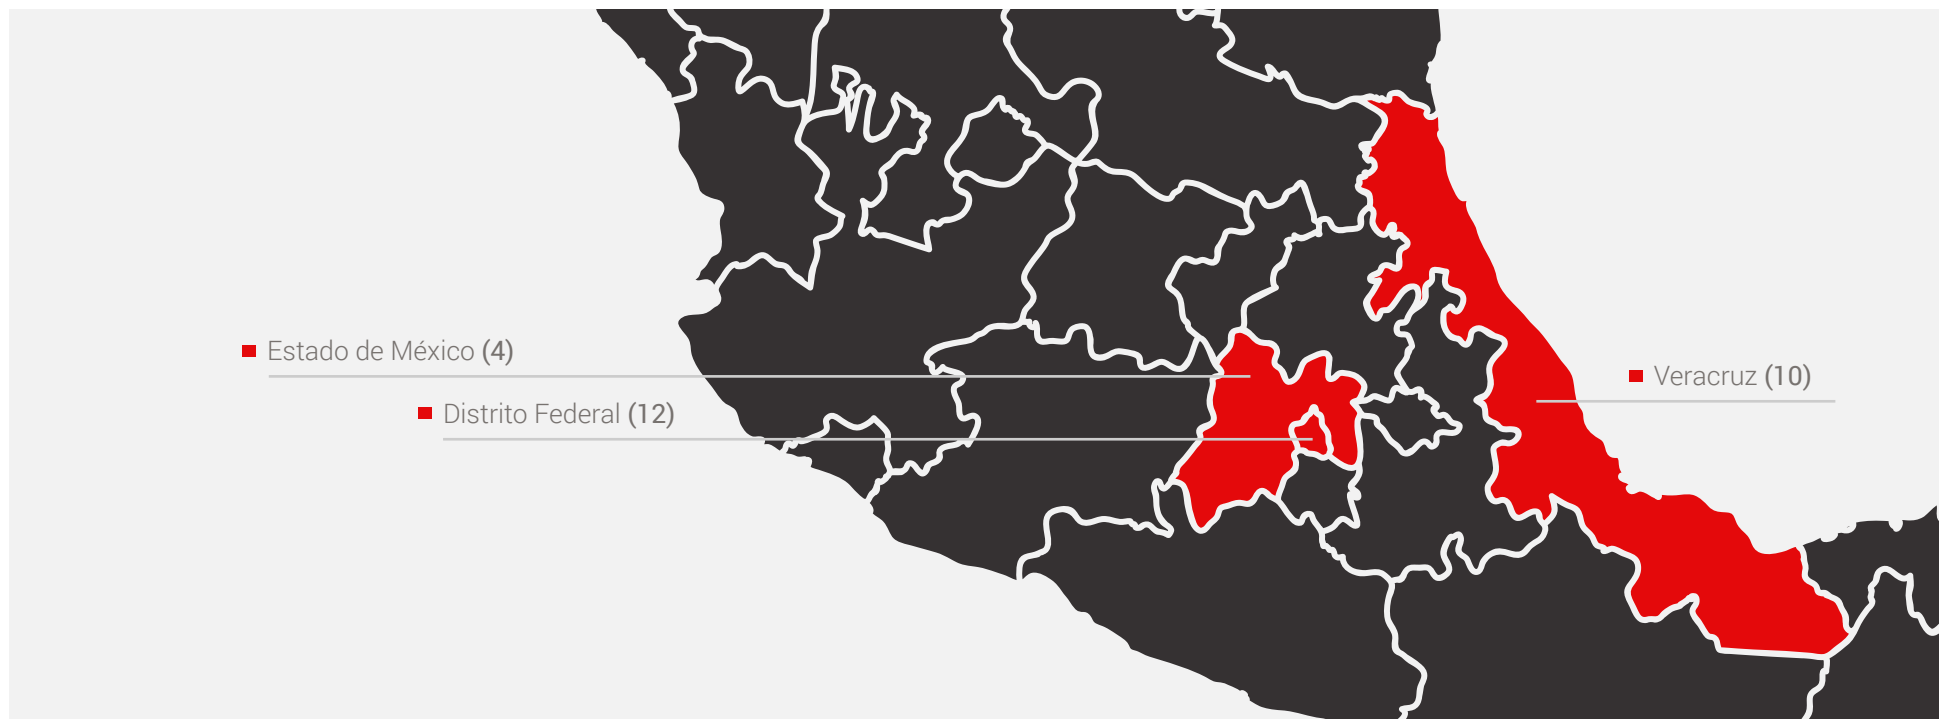 Estado de México (4)
Distrito Federal (12)
Veracruz (10)